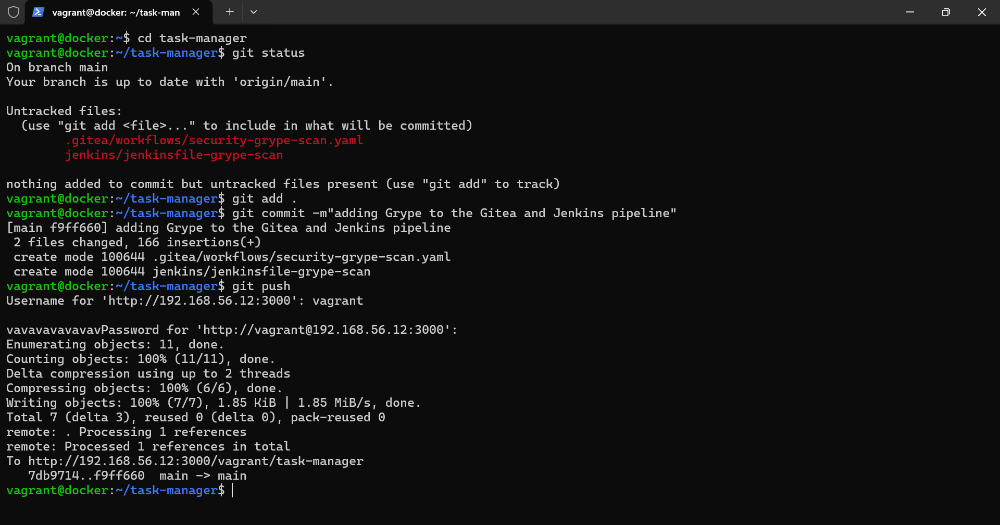 vagrant@docker: ~/task-man
vagrant@docker:~$ cd task-manager
vagrant@docker:~/task-manager$ git status
On branch main
Your branch is up to date with 'origin/main'.
Untracked files:
  (use "git add <file>..." to include in what will be committed)
        .gitea/workflows/security-grype-scan.yaml
        jenkins/jenkinsfile-grype-scan
nothing added to commit but untracked files present (use "git add" to track)
vagrant@docker:~/task-manager$ git add .
vagrant@docker:~/task-manager$ git commit -m"adding Grype to the Gitea and Jenkins pipeline"
[main f9ff660] adding Grype to the Gitea and Jenkins pipeline
 2 files changed, 166 insertions(+)
 create mode 100644 .gitea/workflows/security-grype-scan.yaml
 create mode 100644 jenkins/jenkinsfile-grype-scan
vagrant@docker:~/task-manager$ git push
Username for 'http://192.168.56.12:3000': vagrant
vavavavavavavPassword for 'http://vagrant@192.168.56.12:3000':
Enumerating objects: 11, done.
Counting objects: 100% (11/11), done.
Delta compression using up to 2 threads
Compressing objects: 100% (6/6), done.
Writing objects: 100% (7/7), 1.85 KiB | 1.85 MiB/s, done.
Total 7 (delta 3), reused 0 (delta 0), pack-reused 0
remote: . Processing 1 references
remote: Processed 1 references in total
To http://192.168.56.12:3000/vagrant/task-manager
   7db9714..f9ff660  main -> main
vagrant@docker:~/task-manager$